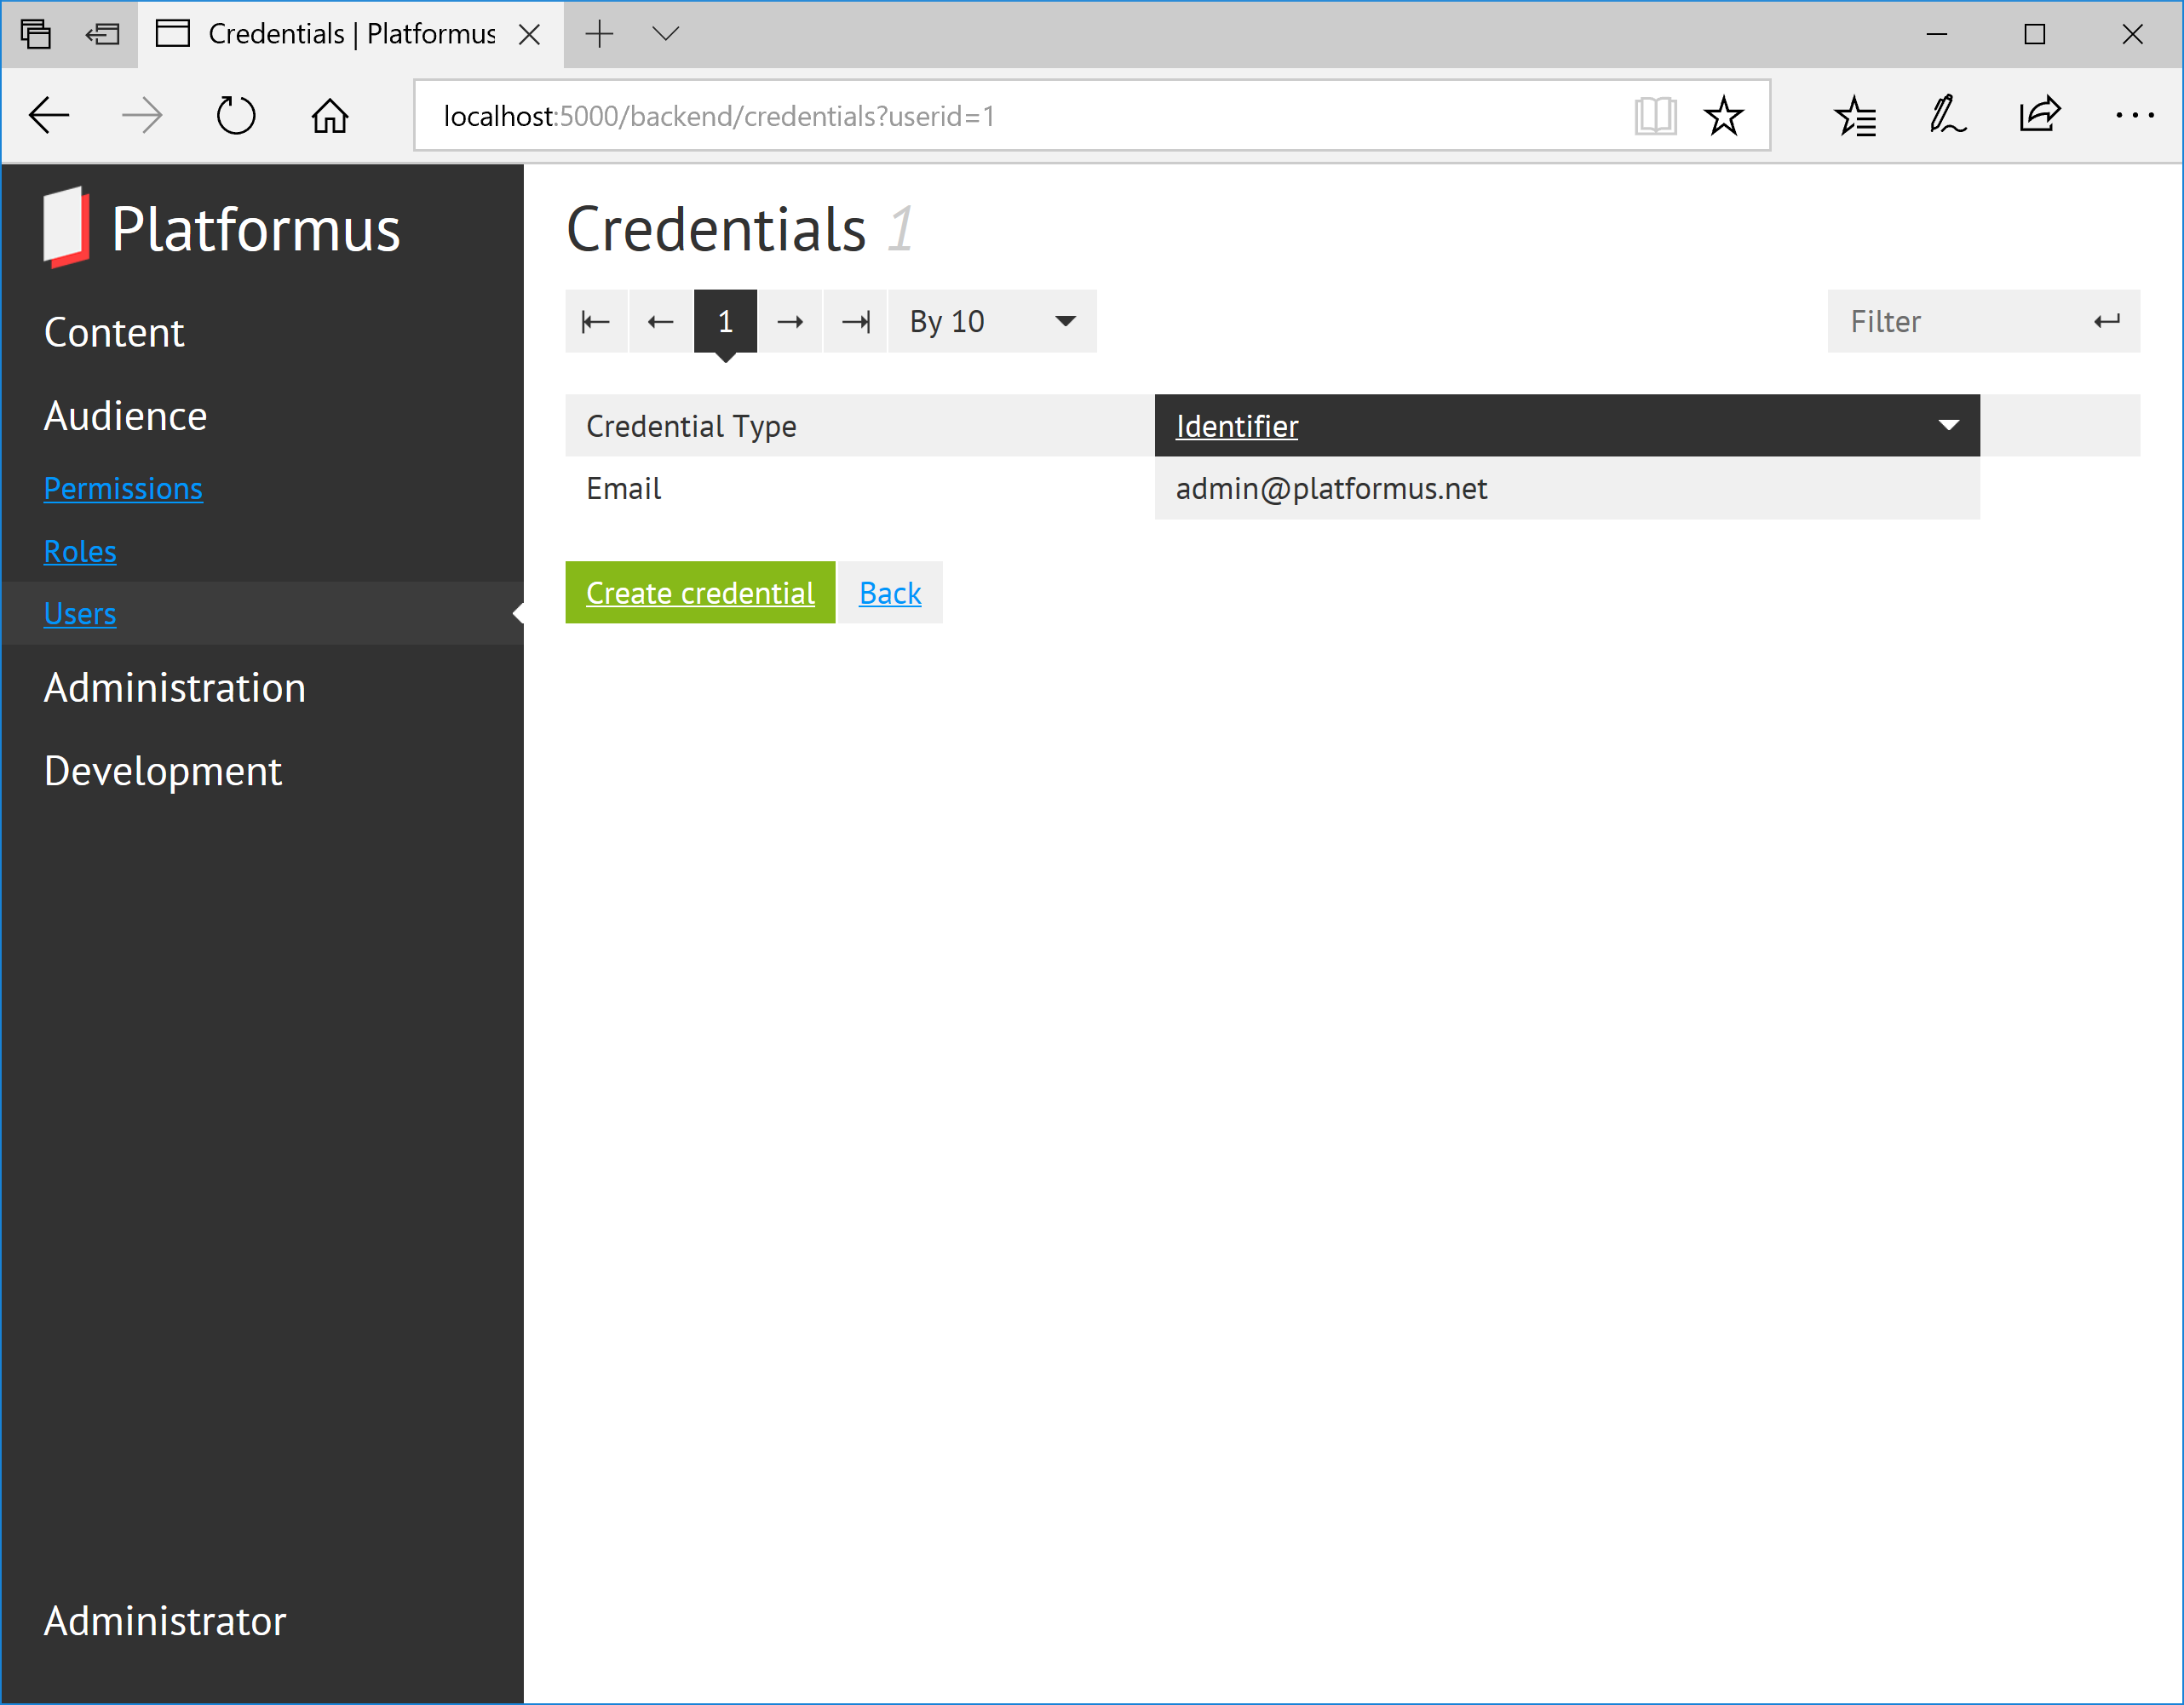 Credentials | Platformus
localhost:5000/backend/credentials?userid=1
Platformus
Content
Audience
Permissions
Roles
Users
Administration
Development
Administrator
Credentials 1
1 By 10 Filter
Credential Type Identifier
Email admin@platformus.net
Create credential Back